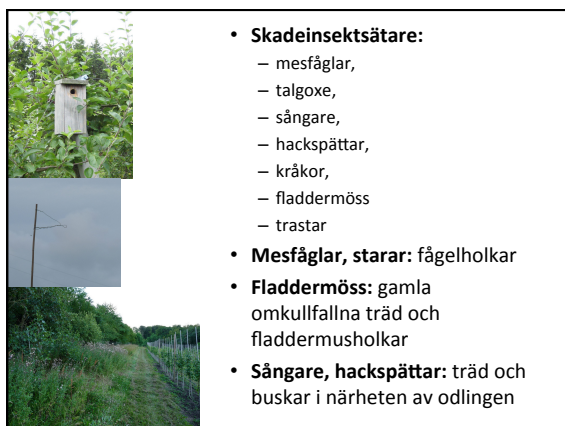 • Skadeinsektsätare:
– mesfåglar,
– talgoxe,
– sångare,
– hackspättar,
– kråkor,
– fladdermöss
– trastar
• Mesfåglar, starar: fågelholkar
• Fladdermöss: gamla
omkullfallna träd och
fladdermusholkar
• Sångare, hackspättar: träd och
buskar i närheten av odlingen